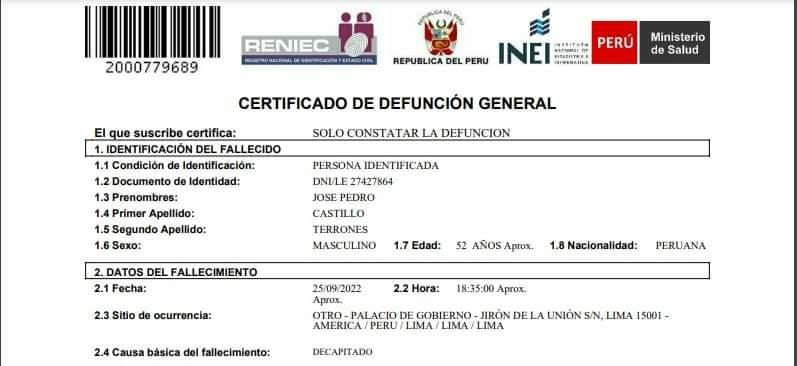 2000779689
RENIEC
REGISTRO NACIONAL DE IDENTIFICACIÓN Y ESTADO CIVIL
REPÚBLICA DEL PERÚ
REPUBLICA DEL PERU
INEI
INSTITUTO
NACIONAL DE
ESTADÍSTICA E
INFORMÁTICA
PERÚ
Ministerio
de Salud
CERTIFICADO DE DEFUNCIÓN GENERAL
El que suscribe certifica: SOLO CONSTATAR LA DEFUNCION
1. IDENTIFICACIÓN DEL FALLECIDO
1.1 Condición de Identificación: PERSONA IDENTIFICADA
1.2 Documento de Identidad: DNI/LE 27427864
1.3 Prenombres: JOSE PEDRO
1.4 Primer Apellido: CASTILLO
1.5 Segundo Apellido: TERRONES
1.6 Sexo: MASCULINO 1.7 Edad: 52 AÑOS Aprox. 1.8 Nacionalidad: PERUANA
2. DATOS DEL FALLECIMIENTO
2.1 Fecha: 25/09/2022 2.2 Hora: 18:35:00 Aprox.
Aprox.
2.3 Sitio de ocurrencia: OTRO - PALACIO DE GOBIERNO - JIRÓN DE LA UNIÓN S/N, LIMA 15001 -
AMERICA / PERU / LIMA / LIMA / LIMA
2.4 Causa básica del fallecimiento: DECAPITADO